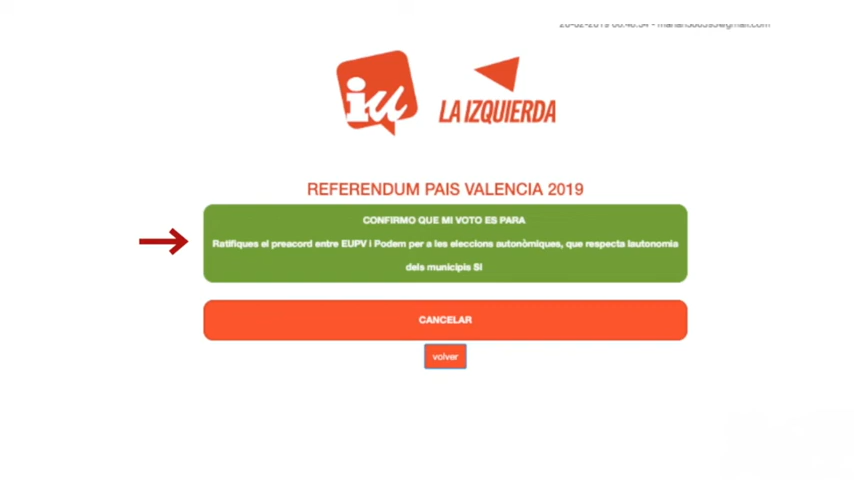 iu
LA IZQUIERDA
REFERENDUM PAIS VALENCIA 2019
CONFIRMO QUE MI VOTO ES PARA
Ratifiques el preacord entre EUPV i Podem per a les eleccions autonòmiques, que respecta lautonomia
dels municipis SI
CANCELAR
volver